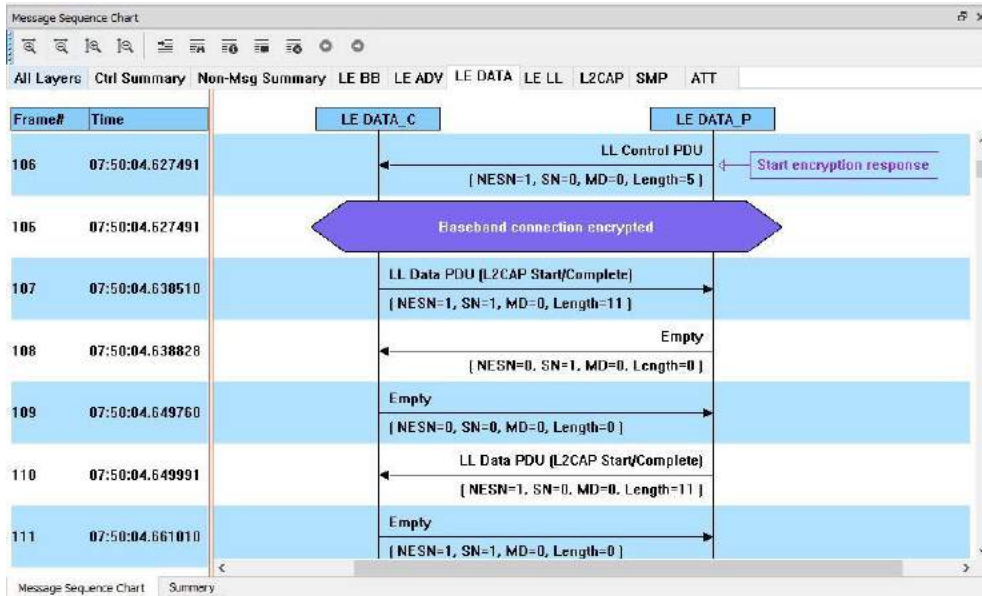 Message Sequence Chart
All Layers Ctrl Summary Non-Msg Summary LE BB LE ADV LE DATA LE LL L2CAP SMP ATT
Frame# Time LE DATA_C LE DATA_P
LL Control PDU
106 07:50:04.627491 Start encryption response
( NESN=1, SN=0, MD=0, Length=5 )
106 07:50:04.627491 Baseband connection encrypted
LL Data PDU (L2CAP Start/Complete)
107 07:50:04.638510
( NESN=1, SN=1, MD=0, Length=11 )
Empty
108 07:50:04.638828
( NESN=0, SN=1, MD=0, Length=0 )
Empty
109 07:50:04.649760
( NESN=0, SN=0, MD=0, Length=0 )
LL Data PDU (L2CAP Start/Complete)
110 07:50:04.649991
( NESN=1, SN=0, MD=0, Length=11 )
Empty
111 07:50:04.661010
( NESN=1, SN=1, MD=0, Length=0 )
Message Sequence Chart Summary